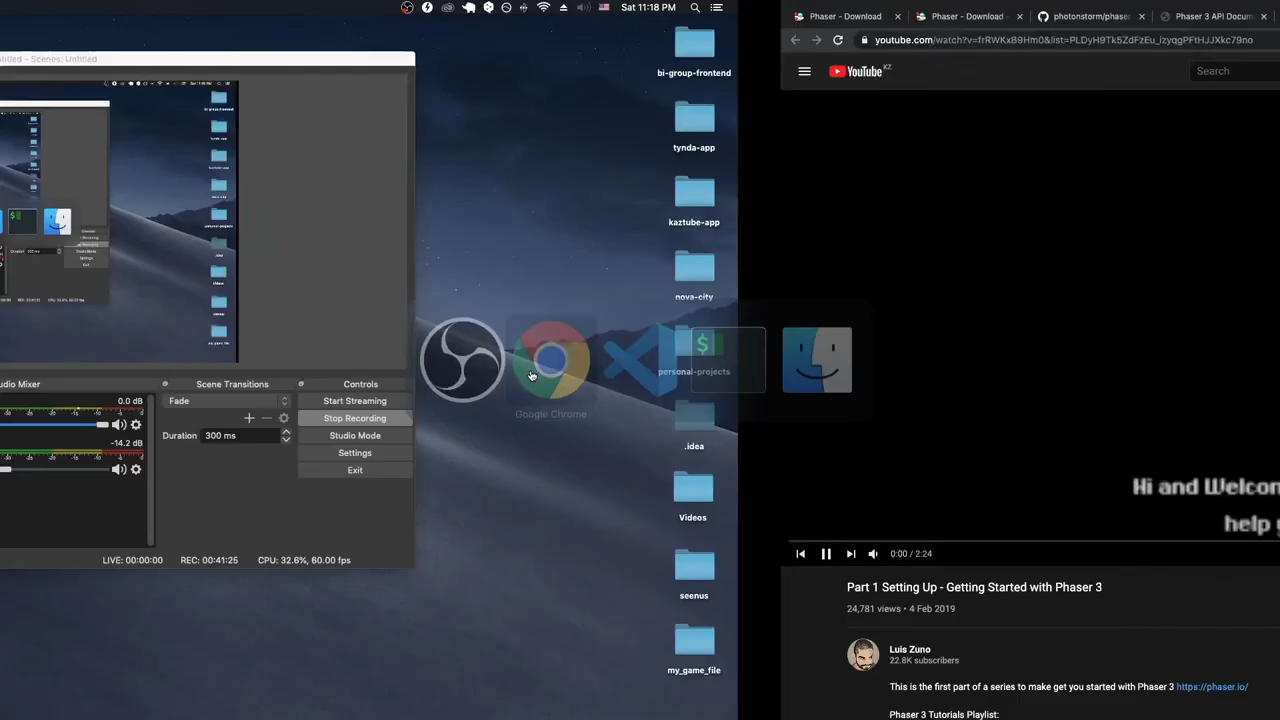 Sat 11:18 PM
titled - Scenes: Untitled
bi-group-frontend
tynda-app
kaztube-app
nova-city
personal-projects
.idea
Videos
seenus
my_game_file
Google Chrome
$
Mixer
0.0 dB
-14.2 dB
Scene Transitions
Fade
Duration
300 ms
Controls
Start Streaming
Stop Recording
Studio Mode
Settings
Exit
LIVE: 00:00:00
REC: 00:41:25
CPU: 32.6%, 60.00 fps
Phaser - Download
Phaser - Download
photonstorm/phaser
Phaser 3 API Docum
youtube.com/watch?v=frRWKxB9Hm0&list=PLDyH9Tk5ZdFzEu_izyqgPFtHJJXkc79no
YouTube KZ
Search
Hi and Welcom
help y
0:00 / 2:24
Part 1 Setting Up - Getting Started with Phaser 3
24,781 views • 4 Feb 2019
Luis Zuno
22.8K subscribers
This is the first part of a series to make get you started with Phaser 3 https://phaser.io/
Phaser 3 Tutorials Playlist: